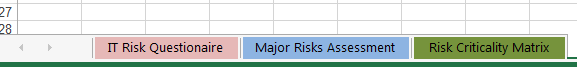 27
28
IT Risk Questionaire Major Risks Assessment Risk Criticality Matrix